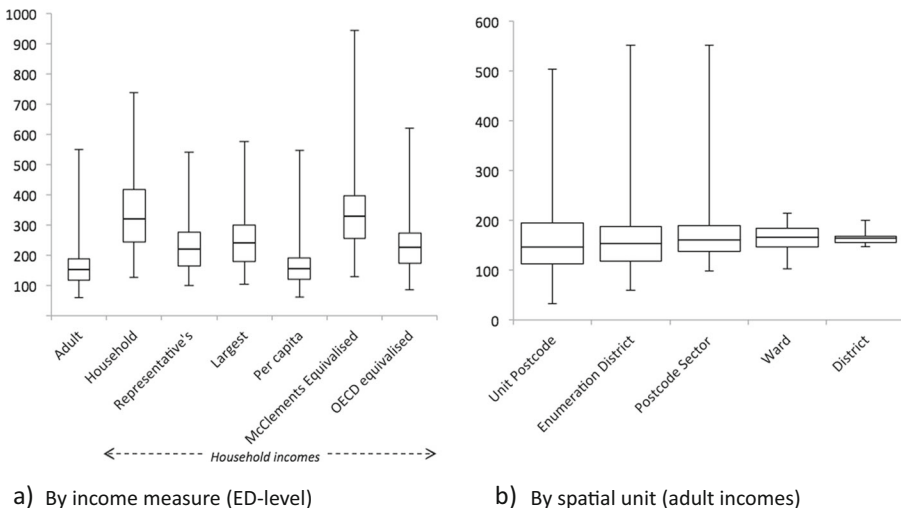 1000
900
800
700
600
500
400
300
200
100
Adult
Household
Representative's
Largest
Per capita
McClements Equivalised
OECD equivalised
Household incomes
a) By income measure (ED-level)
600
500
400
300
200
100
0
Unit Postcode
Enumeration District
Postcode Sector
Ward
District
b) By spatial unit (adult incomes)